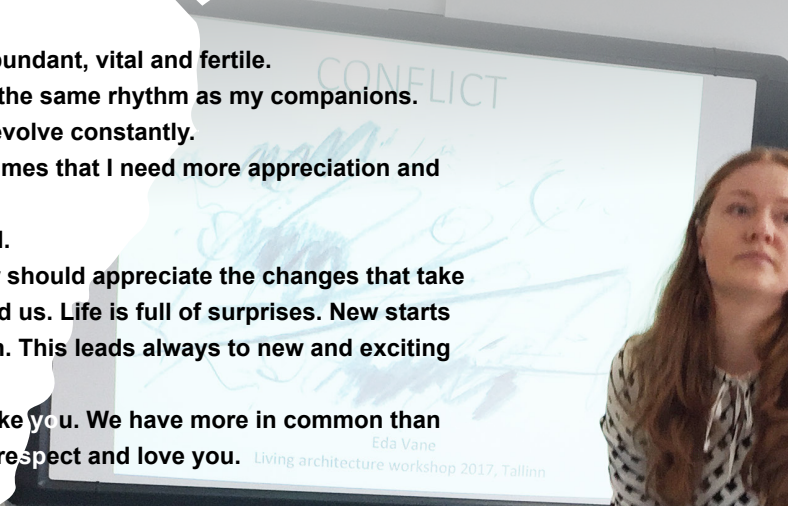 CONFLICT
bundant, vital and fertile.
the same rhythm as my companions.
evolve constantly.
mes that I need more appreciation and
.
should appreciate the changes that take
d us. Life is full of surprises. New starts
. This leads always to new and exciting
ke you. We have more in common than
respect and love you.
Eda Vane
Living architecture workshop 2017, Tallinn